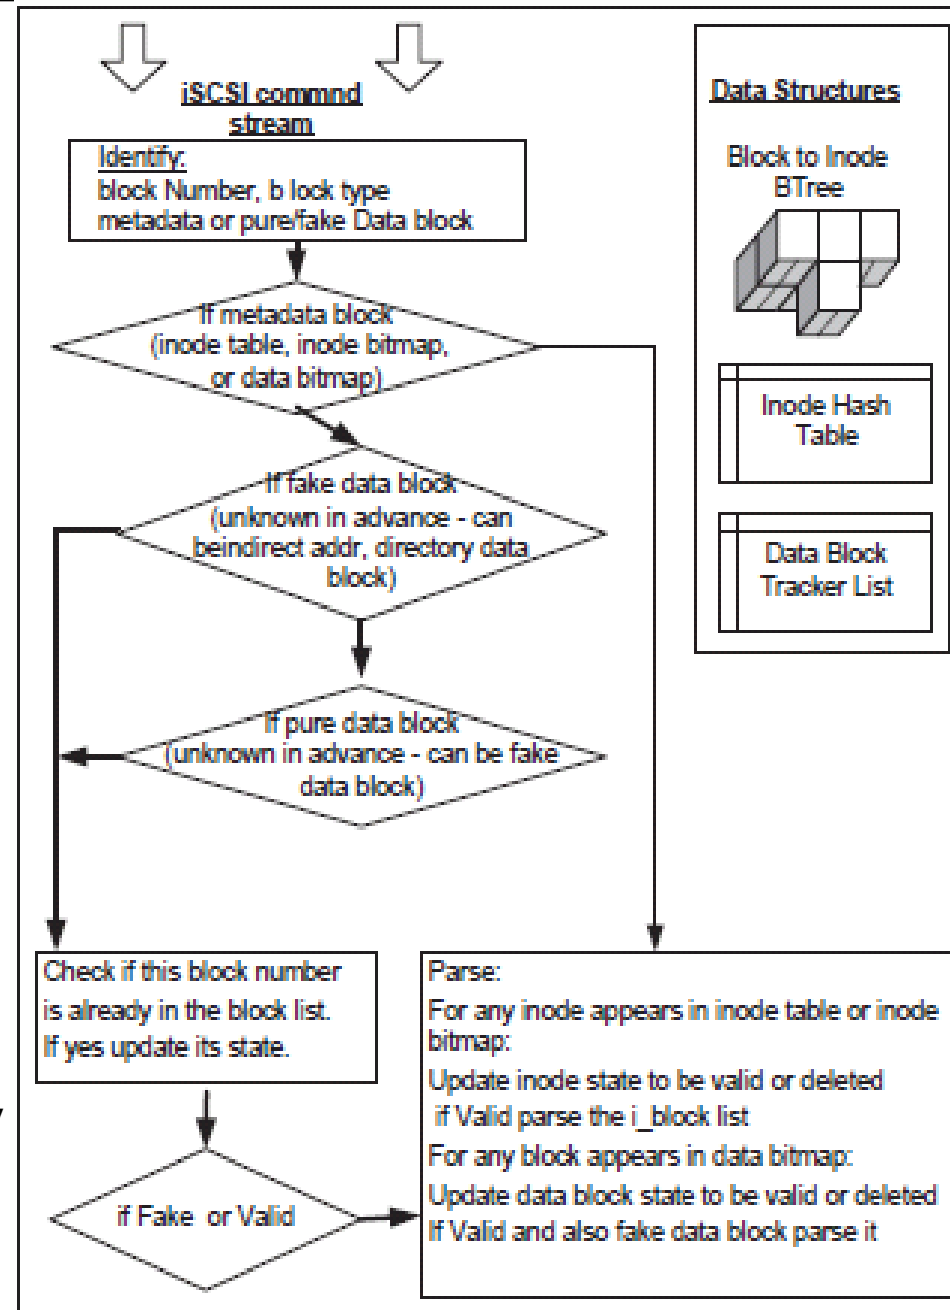 iSCSI commnd
stream
Identify:
block Number, b lock type
metadata or pure/fake Data block
If metadata block
(inode table, inode bitmap,
or data bitmap)
If fake data block
(unknown in advance - can
beindirect addr, directory data
block)
If pure data block
(unknown in advance - can be fake
data block)
Check if this block number
is already in the block list.
If yes update its state.
if Fake or Valid
Parse:
For any inode appears in inode table or inode
bitmap:
Update inode state to be valid or deleted
if Valid parse the i_block list
For any block appears in data bitmap:
Update data block state to be valid or deleted
If Valid and also fake data block parse it
Data Structures
Block to Inode
BTree
Inode Hash
Table
Data Block
Tracker List